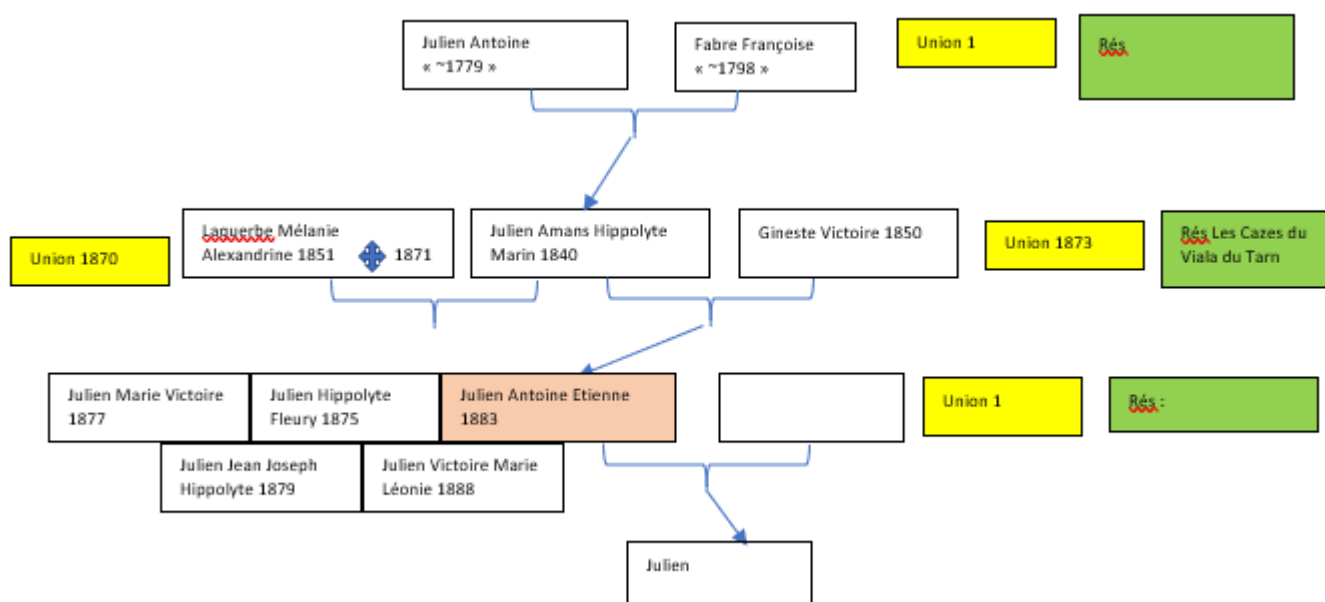 Julien Antoine
« ~1779 »
Fabre Françoise
« ~1798 »
Union 1
Rés
Union 1870
Laquerbe Mélanie
Alexandrine 1851 1871
Julien Amans Hippolyte
Marin 1840
Gineste Victoire 1850
Union 1873
Rés Les Cazes du
Viala du Tarn
Julien Marie Victoire
1877
Julien Hippolyte
Fleury 1875
Julien Antoine Etienne
1883
Union 1
Rés :
Julien Jean Joseph
Hippolyte 1879
Julien Victoire Marie
Léonie 1888
Julien